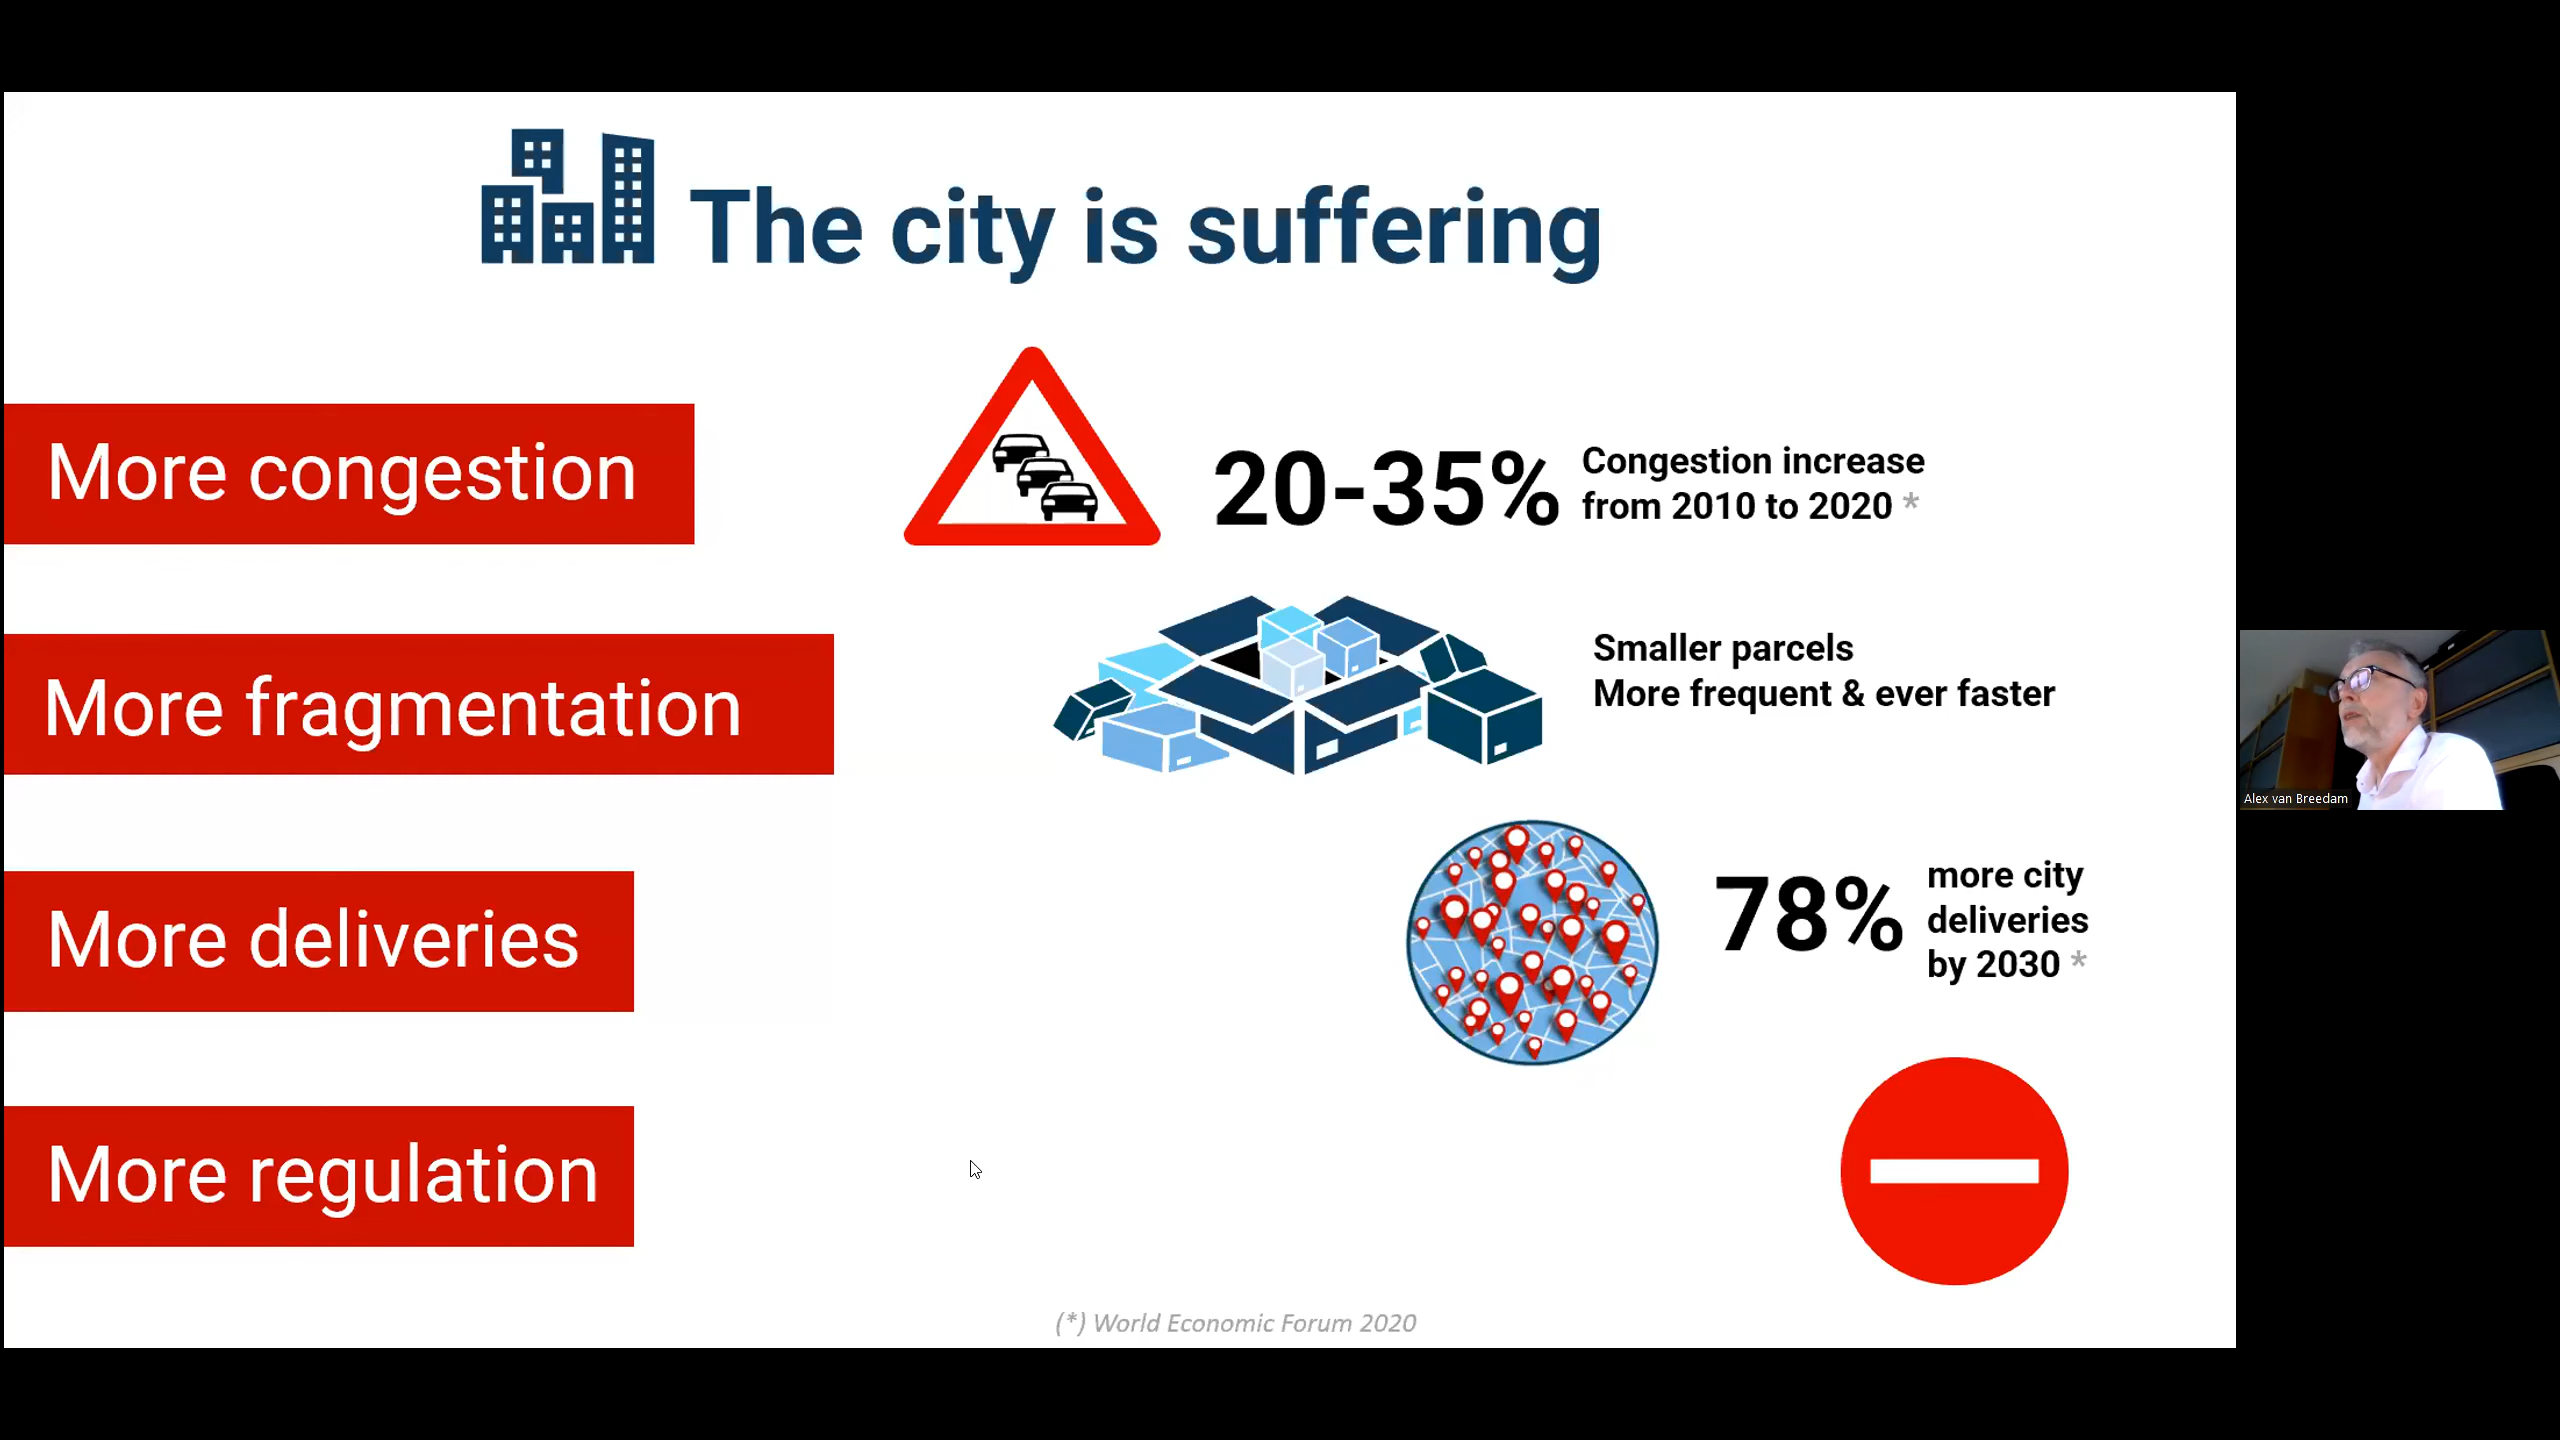 The city is suffering
More congestion
20-35%
Congestion increase
from 2010 to 2020 *
More fragmentation
Smaller parcels
More frequent & ever faster
More deliveries
78%
more city
deliveries
by 2030 *
More regulation
(*) World Economic Forum 2020
Alex van Breedam